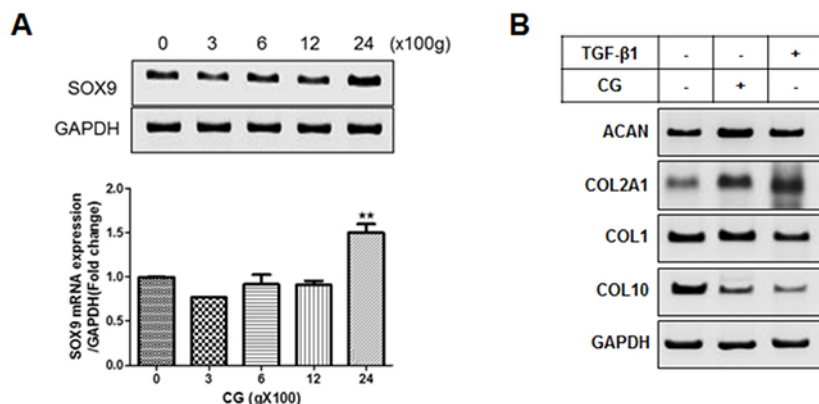 A
0 3 6 12 24 (x100g)
SOX9
GAPDH
SOX9 mRNA expression
/GAPDH(Fold change)
2.0
1.5
1.0
0.5
0.0
**
0 3 6 12 24
CG (gX100)
B
TGF-β1 - - +
CG - + -
ACAN
COL2A1
COL1
COL10
GAPDH